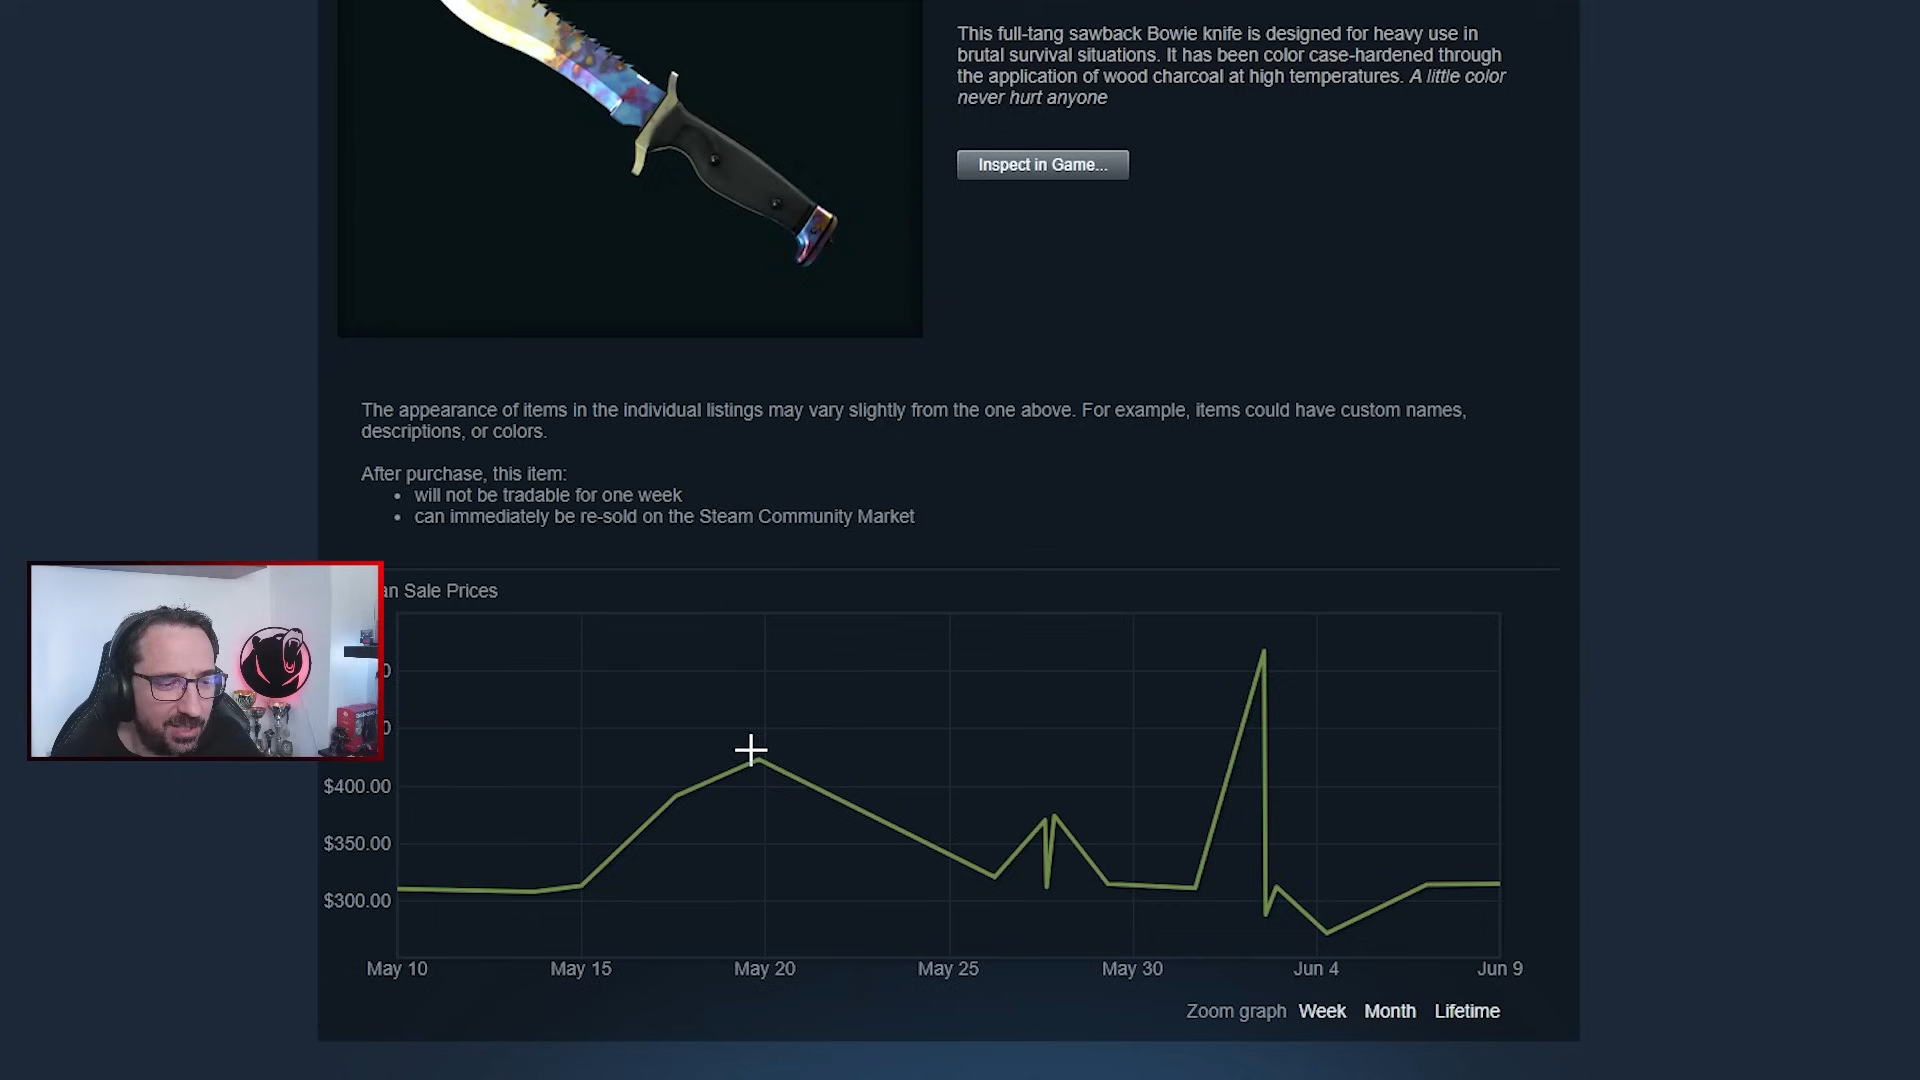 This full-tang sawback Bowie knife is designed for heavy use in
brutal survival situations. It has been color case-hardened through
the application of wood charcoal at high temperatures. A little color
never hurt anyone
Inspect in Game...
The appearance of items in the individual listings may vary slightly from the one above. For example, items could have custom names,
descriptions, or colors.
After purchase, this item:
• will not be tradable for one week
• can immediately be re-sold on the Steam Community Market
an Sale Prices
0
0
$400.00
$350.00
$300.00
May 10 May 15 May 20 May 25 May 30 Jun 4 Jun 9
Zoom graph Week Month Lifetime